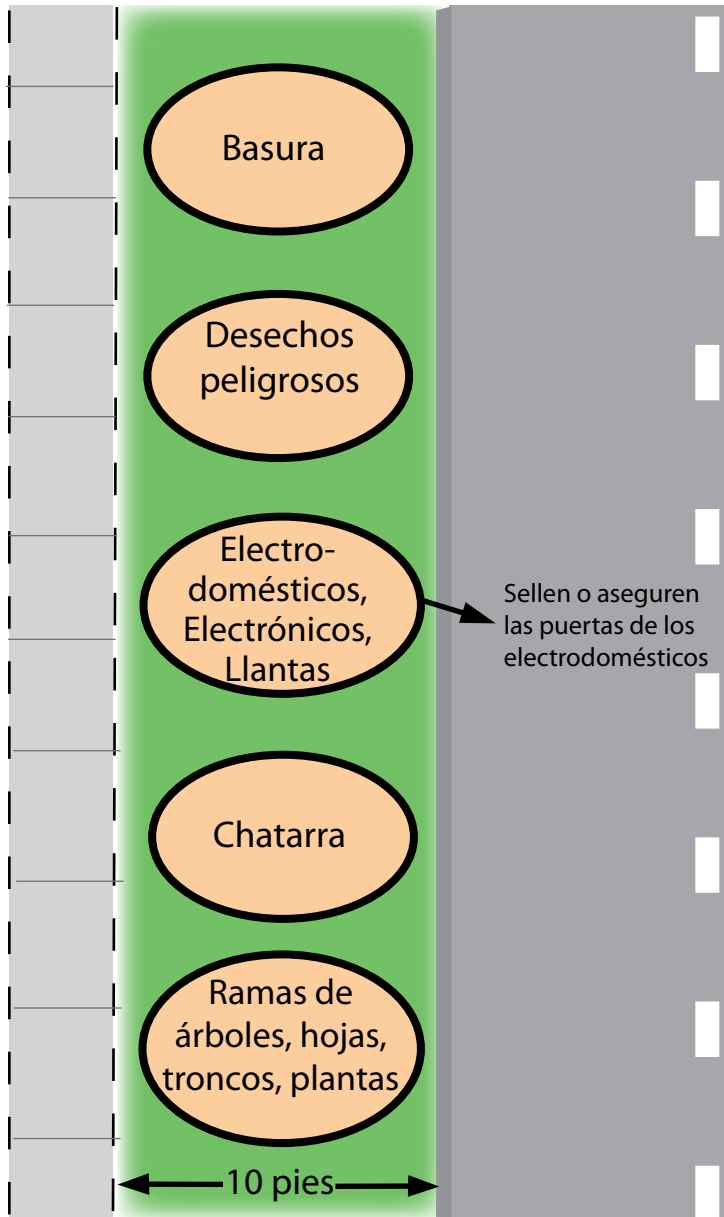 Basura
Desechos
peligrosos
Electro-
domésticos,
Electrónicos,
Llantas
Sellen o aseguren
las puertas de los
electrodomésticos
Chatarra
Ramas de
árboles, hojas,
troncos, plantas
10 pies